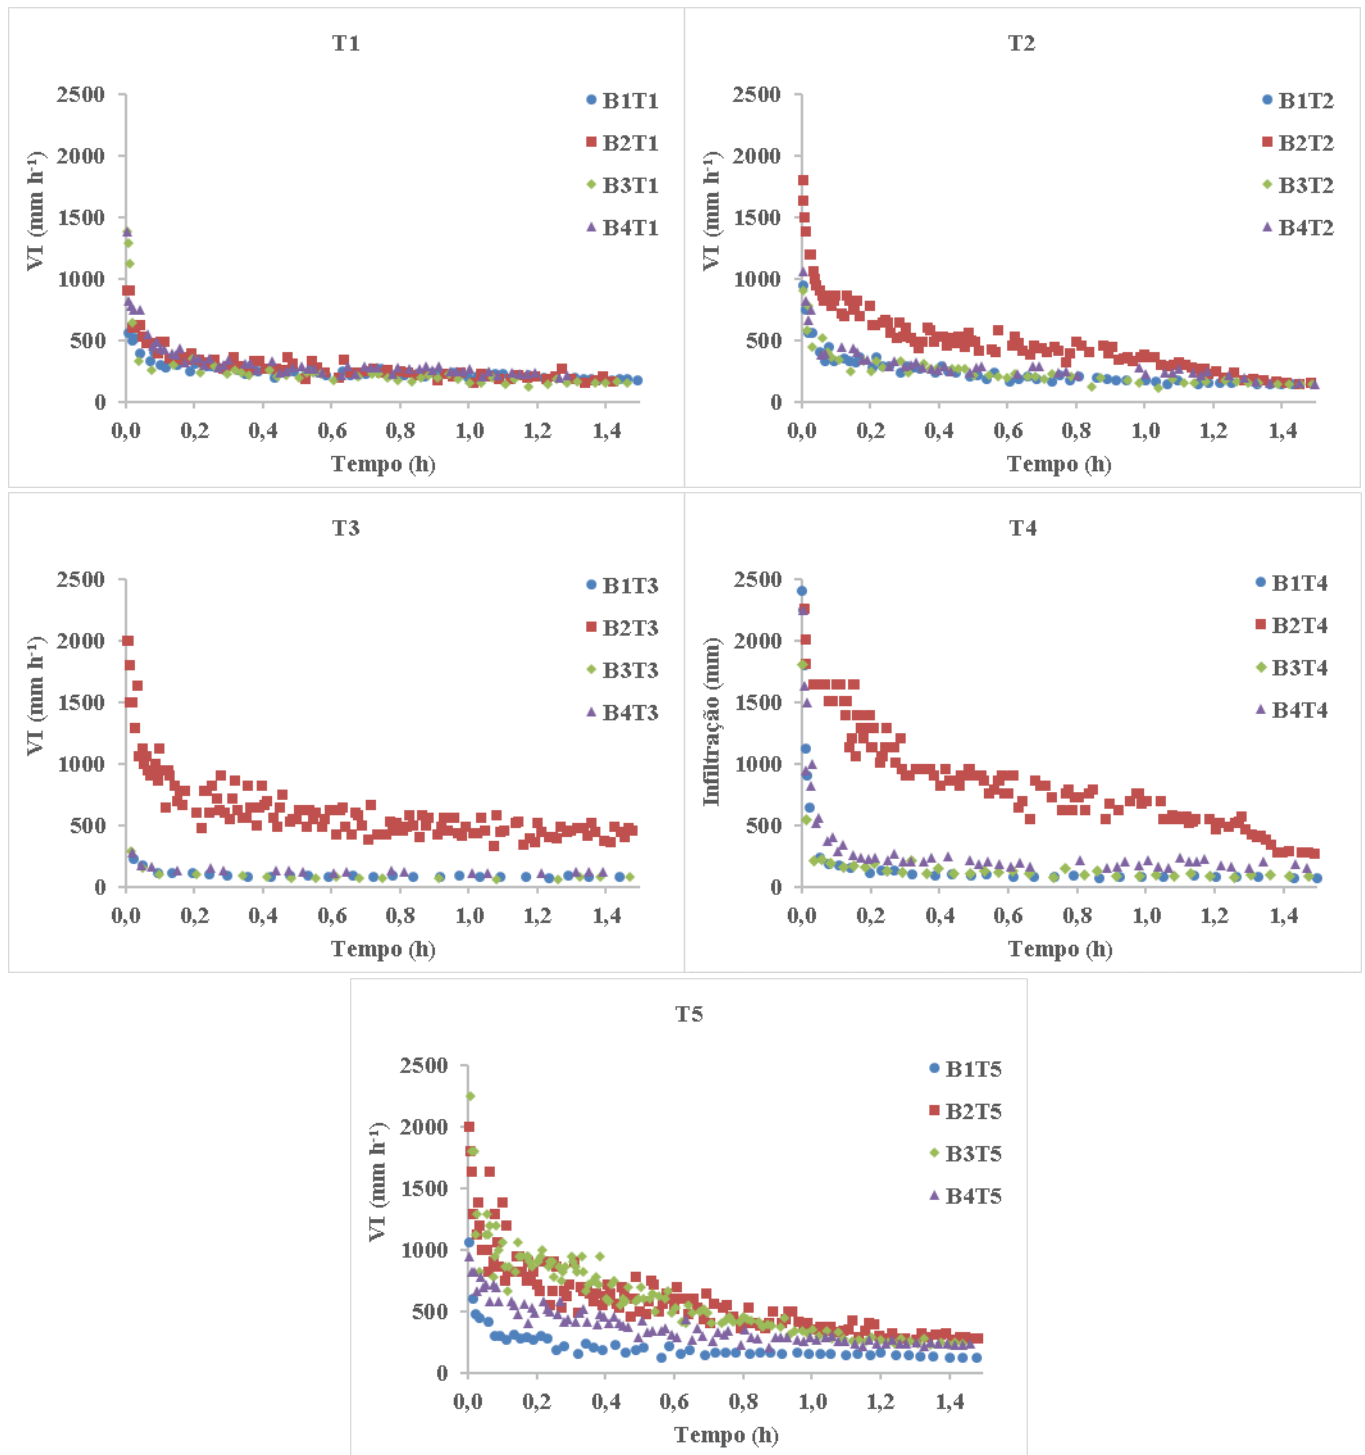 T1
2500
2000
1500
1000
500
0
VI (mm h⁻¹)
B1T1
B2T1
B3T1
B4T1
0,0 0,2 0,4 0,6 0,8 1,0 1,2 1,4
Tempo (h)
T2
2500
2000
1500
1000
500
0
VI (mm h⁻¹)
B1T2
B2T2
B3T2
B4T2
0,0 0,2 0,4 0,6 0,8 1,0 1,2 1,4
Tempo (h)
T3
2500
2000
1500
1000
500
0
VI (mm h⁻¹)
B1T3
B2T3
B3T3
B4T3
0,0 0,2 0,4 0,6 0,8 1,0 1,2 1,4
Tempo (h)
T4
2500
2000
1500
1000
500
0
Infiltração (mm)
B1T4
B2T4
B3T4
B4T4
0,0 0,2 0,4 0,6 0,8 1,0 1,2 1,4
Tempo (h)
T5
2500
2000
1500
1000
500
0
VI (mm h⁻¹)
B1T5
B2T5
B3T5
B4T5
0,0 0,2 0,4 0,6 0,8 1,0 1,2 1,4
Tempo (h)